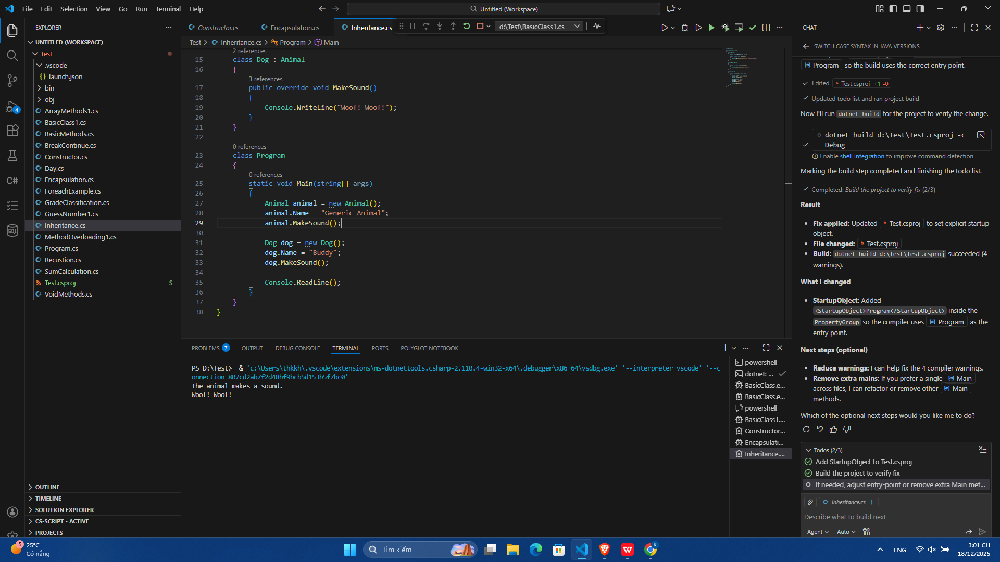 File Edit Selection View Go Run Terminal Help
Untitled (Workspace)
EXPLORER
UNTITLED (WORKSPACE)
Test
.vscode
launch.json
bin
obj
ArrayMethods1.cs
BasicClass1.cs
BasicMethods.cs
BreakContinue.cs
Constructor.cs
Day.cs
Encapsulation.cs
ForeachExample.cs
GradeClassification.cs
GuessNumber1.cs
Inheritance.cs
MethodOverloading1.cs
Program.cs
Recustion.cs
SumCalculation.cs
Test.csproj S
VoidMethods.cs
OUTLINE
TIMELINE
SOLUTION EXPLORER
CS-SCRIPT - ACTIVE
PROJECTS
4
C#
SQL
Constructor.cs Encapsulation.cs Inheritance.cs
d:\Test\BasicClass1.cs
Test > Inheritance.cs > Program > Main
2 references
15 class Dog : Animal
16 {
3 references
17 public override void MakeSound()
18 {
19 Console.WriteLine("Woof! Woof!");
20 }
21 }
22
0 references
23 class Program
24 {
0 references
25 static void Main(string[] args)
26 {
27 Animal animal = new Animal();
28 animal.Name = "Generic Animal";
29 animal.MakeSound();
30
31 Dog dog = new Dog();
32 dog.Name = "Buddy";
33 dog.MakeSound();
34
35 Console.ReadLine();
36 }
37 }
38 }
PROBLEMS 7 OUTPUT DEBUG CONSOLE TERMINAL PORTS POLYGLOT NOTEBOOK
PS D:\Test> & 'c:\Users\thkkh\.vscode\extensions\ms-dotnettools.csharp-2.110.4-win32-x64\.debugger\x86_64\vsdbg.exe' '--interpreter=vscode' '--c
onnection=807cd2ab7f2d48bf9bcb5d153b5f7bc0'
The animal makes a sound.
Woof! Woof!
powershell
dotnet: ...
BasicClass.e...
BasicClass.e...
powershell
BasicClass1....
Constructor...
Encapsulati...
Inheritance....
CHAT
SWITCH CASE SYNTAX IN JAVA VERSIONS
Program so the build uses the correct entry point.
Edited Test.csproj +1 -0
Updated todo list and ran project build
Now I'll run dotnet build for the project to verify the change.
dotnet build d:\Test\Test.csproj -c
Debug
Enable shell integration to improve command detection
Marking the build step completed and finishing the todo list.
Completed: Build the project to verify fix (2/3)
Result
• Fix applied: Updated Test.csproj to set explicit startup
object.
• File changed: Test.csproj
• Build: dotnet build d:\Test\Test.csproj succeeded (4
warnings).
What I changed
• StartupObject: Added
<StartupObject>Program</StartupObject> inside the
PropertyGroup so the compiler uses Program as the
entry point.
Next steps (optional)
• Reduce warnings: I can help fix the 4 compiler warnings.
• Remove extra mains: If you prefer a single Main
across files, I can refactor or remove other Main
methods.
Which of the optional next steps would you like me to do?
Todos (2/3)
Add StartupObject to Test.csproj
Build the project to verify fix
If needed, adjust entry-point or remove extra Main met...
Inheritance.cs
Describe what to build next
Agent Auto
5
25°C
Có nắng
Tìm kiếm
ENG
3:01 CH
18/12/2025